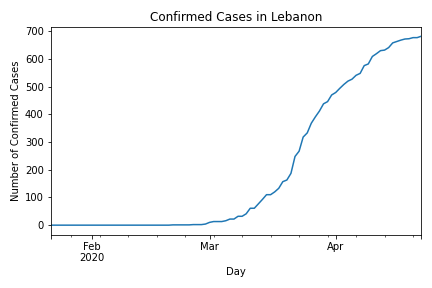 Confirmed Cases in Lebanon
700
600
500
400
300
200
100
0
Number of Confirmed Cases
Feb
2020
Mar
Apr
Day